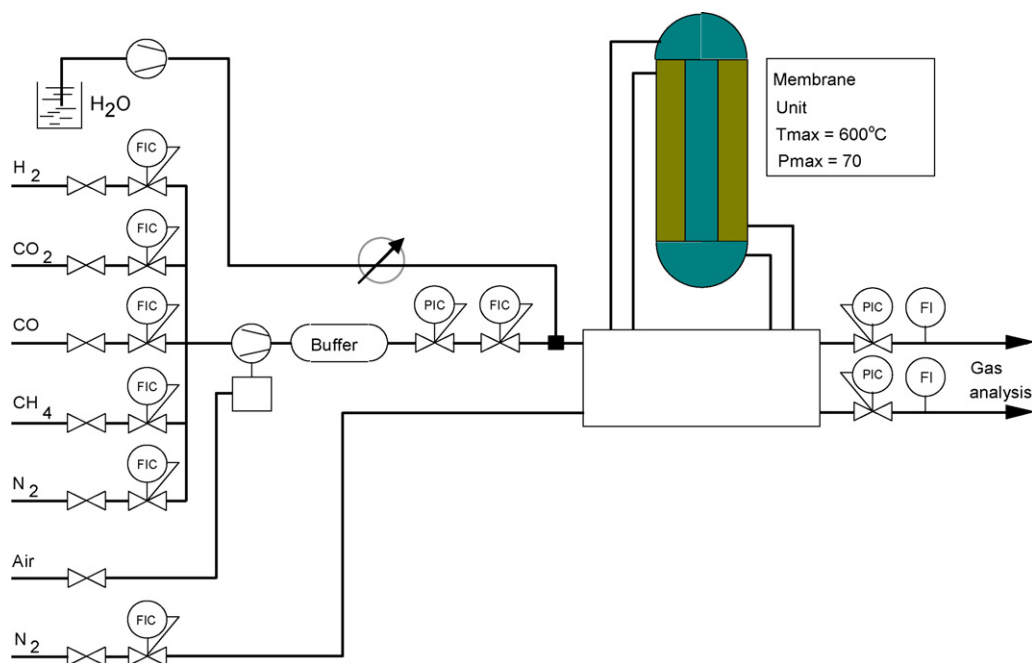 H2O
Membrane
Unit
Tmax = 600°C
Pmax = 70
FIC
H2
FIC
CO2
FIC
CO
PIC
FIC
Buffer
PIC
FI
Gas
analysis
FIC
CH4
PIC
FI
FIC
N2
Air
FIC
N2